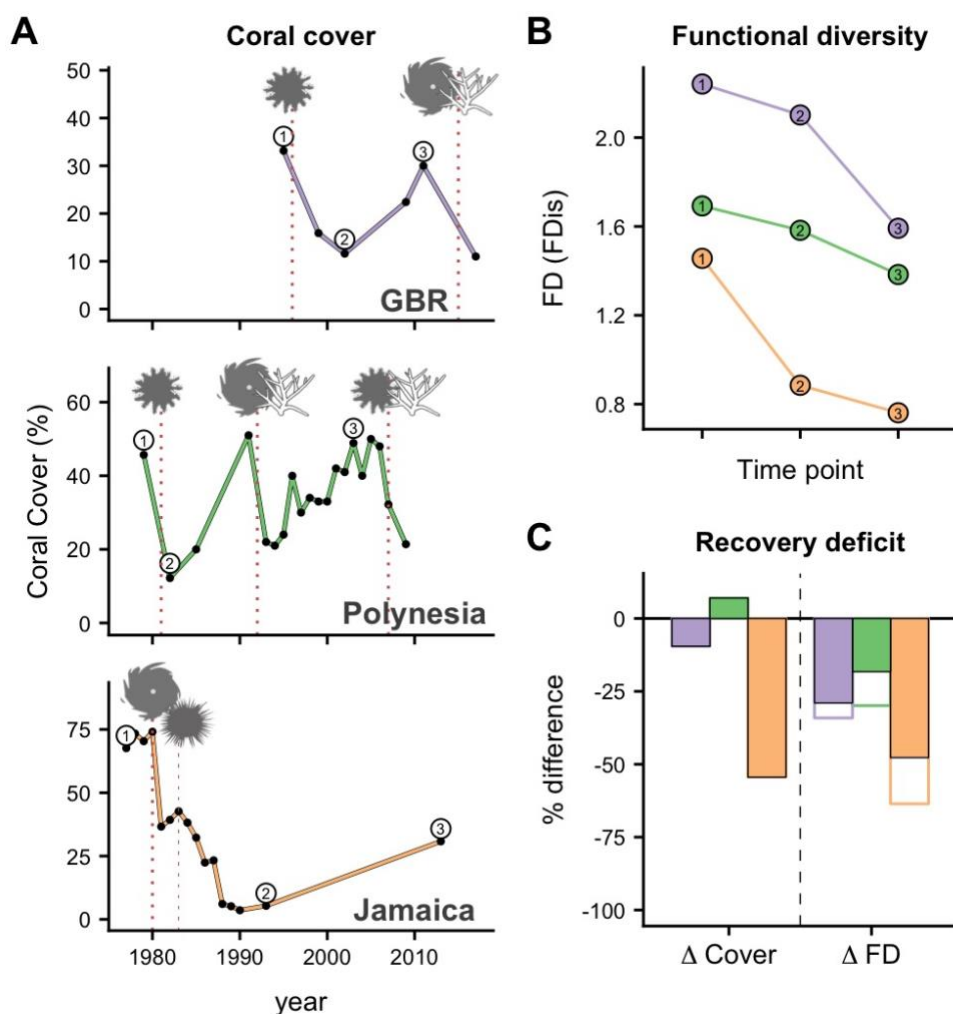 A
Coral cover
Coral Cover (%)
50
40
30
20
10
0
1
2
3
GBR
60
40
20
0
1
2
3
Polynesia
75
50
25
0
1
2
3
Jamaica
1980 1990 2000 2010
year
B
Functional diversity
FD (FDis)
2.0
1.6
1.2
0.8
1 2 3
1 2 3
1 2 3
Time point
C
Recovery deficit
% difference
0
-25
-50
-75
-100
Δ Cover Δ FD